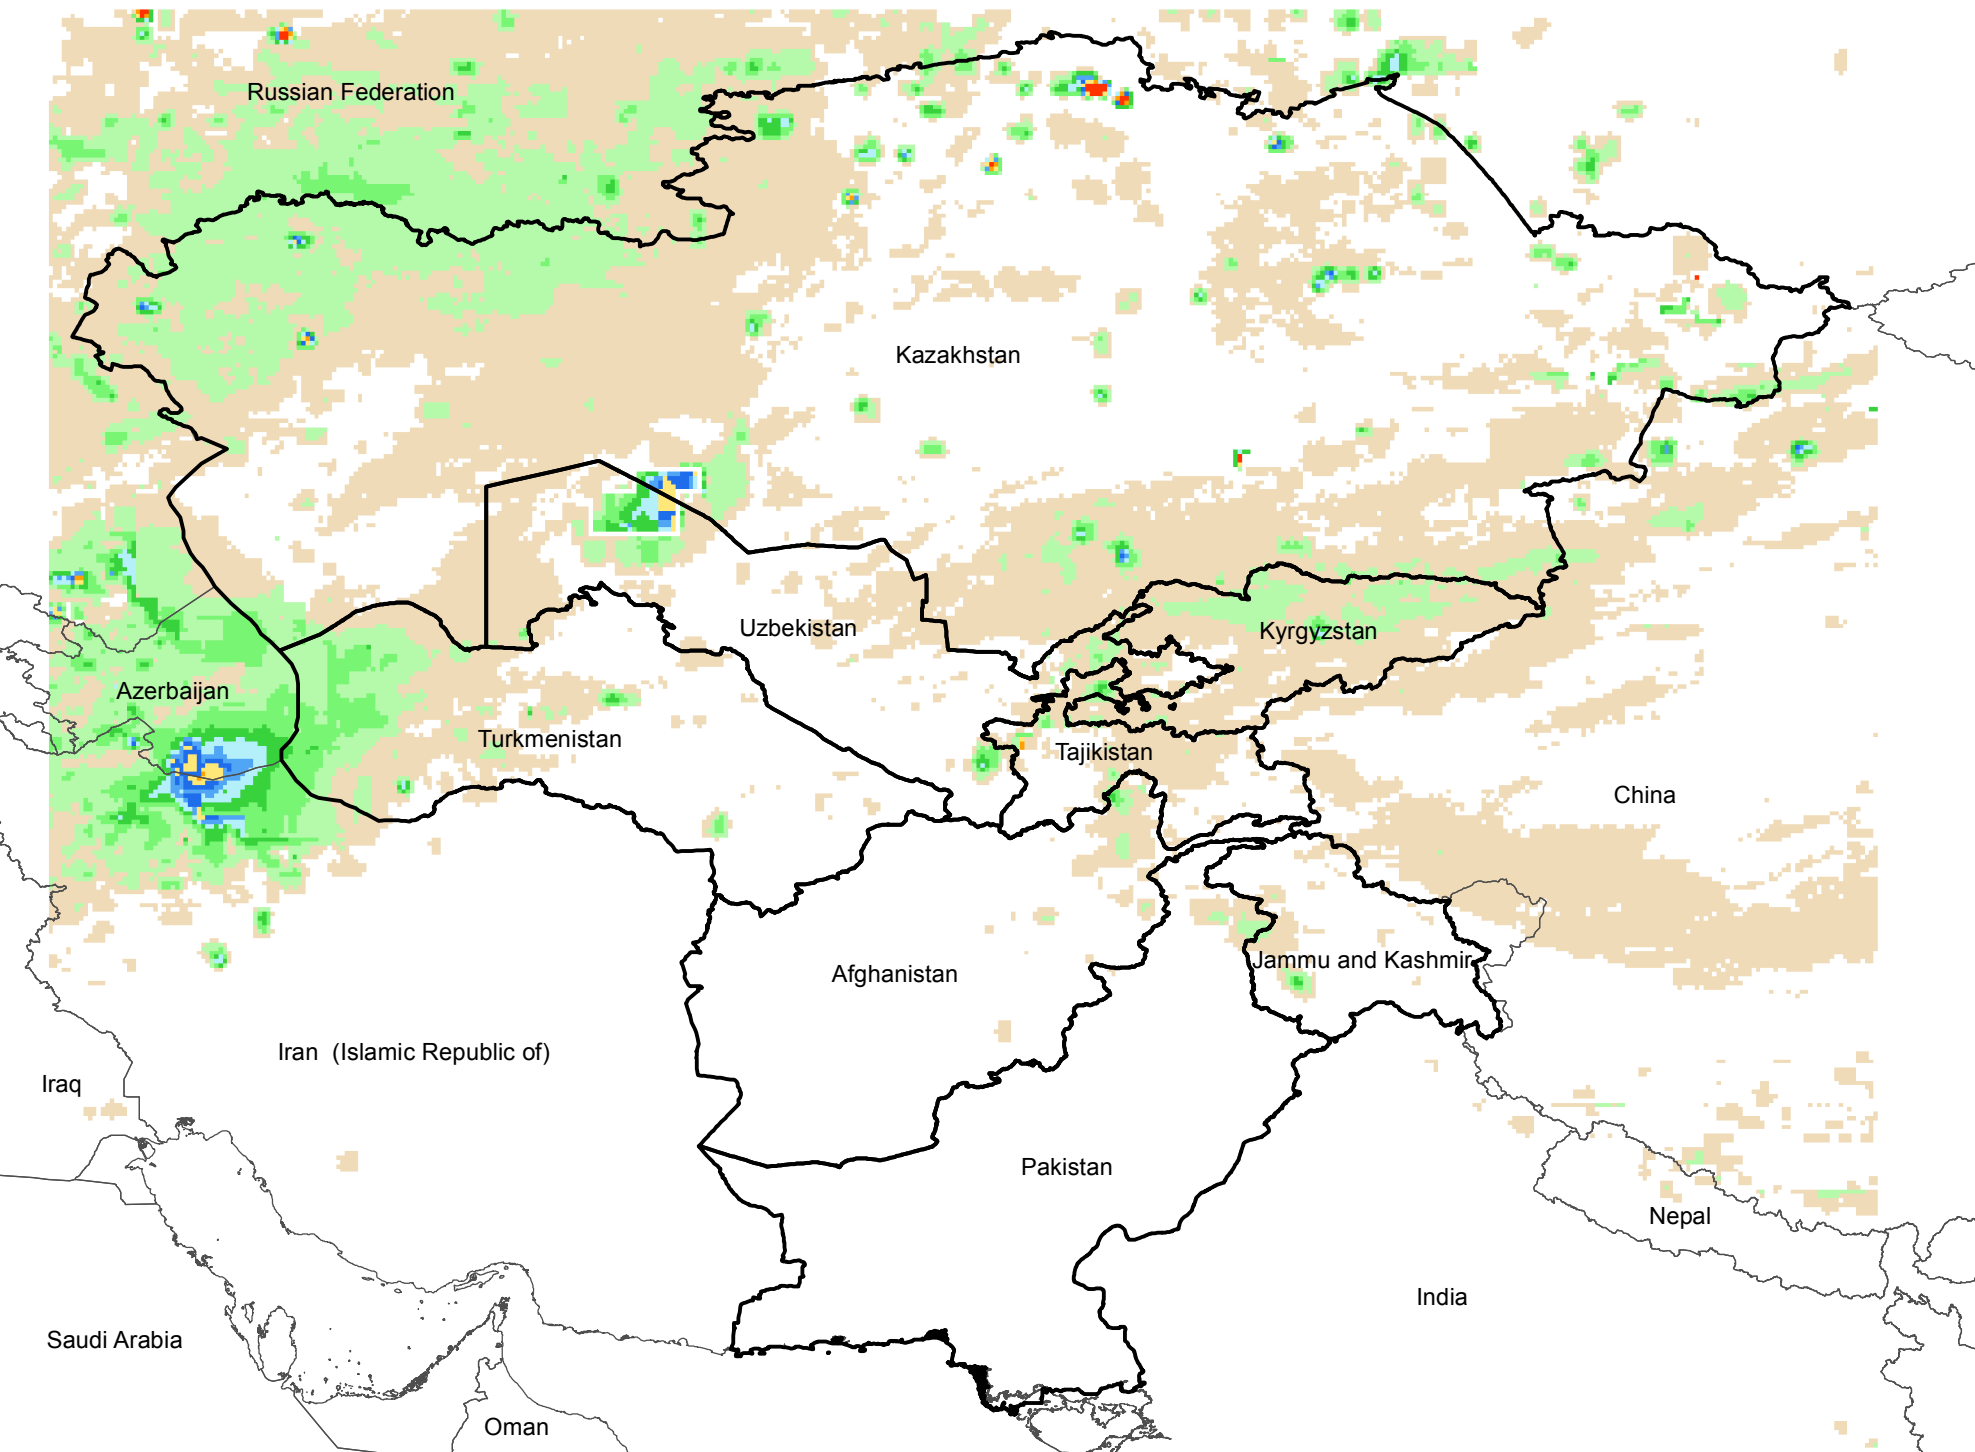 Russian Federation
Kazakhstan
Uzbekistan
Kyrgyzstan
Azerbaijan
Turkmenistan
Tajikistan
China
Jammu and Kashmir
Afghanistan
Iran  (Islamic Republic of)
Iraq
Pakistan
Nepal
India
Saudi Arabia
Oman